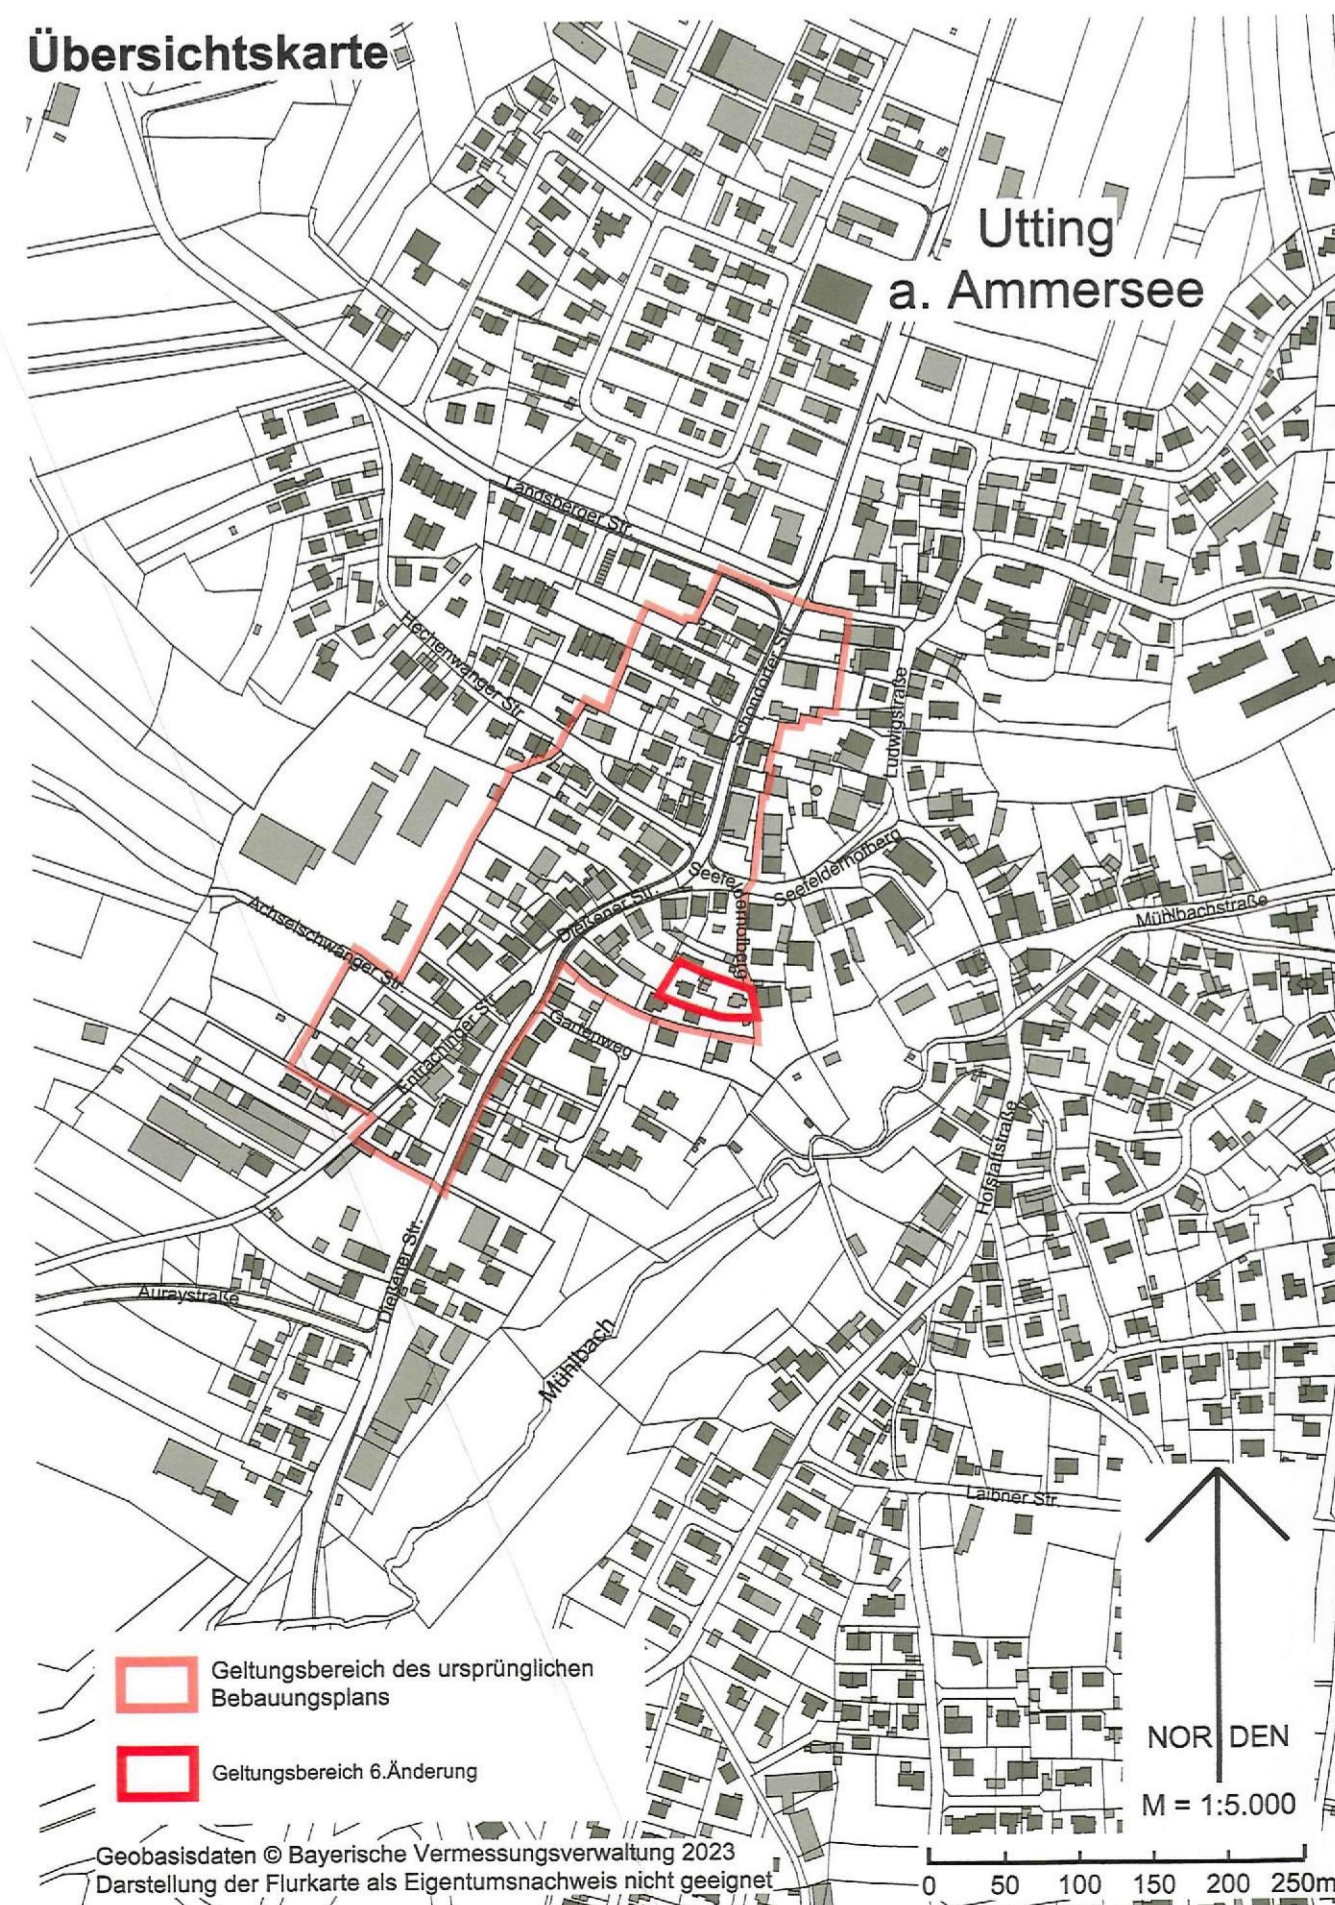 Übersichtskarte
Utting
a. Ammersee
Landsberger Str.
Hechenwanger Str.
Schondorfer Str.
Ludwigstraße
Seefelderhofberg
Seefelderhofberg
Dießener Str.
Mühlbachstraße
Achselschwanger Str.
Entrachinger Str.
Gartenweg
Hofstattstraße
Dießener Str.
Auraystraße
Mühlbach
Laibner Str.
Geltungsbereich des ursprünglichen
Bebauungsplans
Geltungsbereich 6.Änderung
NORDEN
M = 1:5.000
Geobasisdaten © Bayerische Vermessungsverwaltung 2023
Darstellung der Flurkarte als Eigentumsnachweis nicht geeignet
0 50 100 150 200 250m